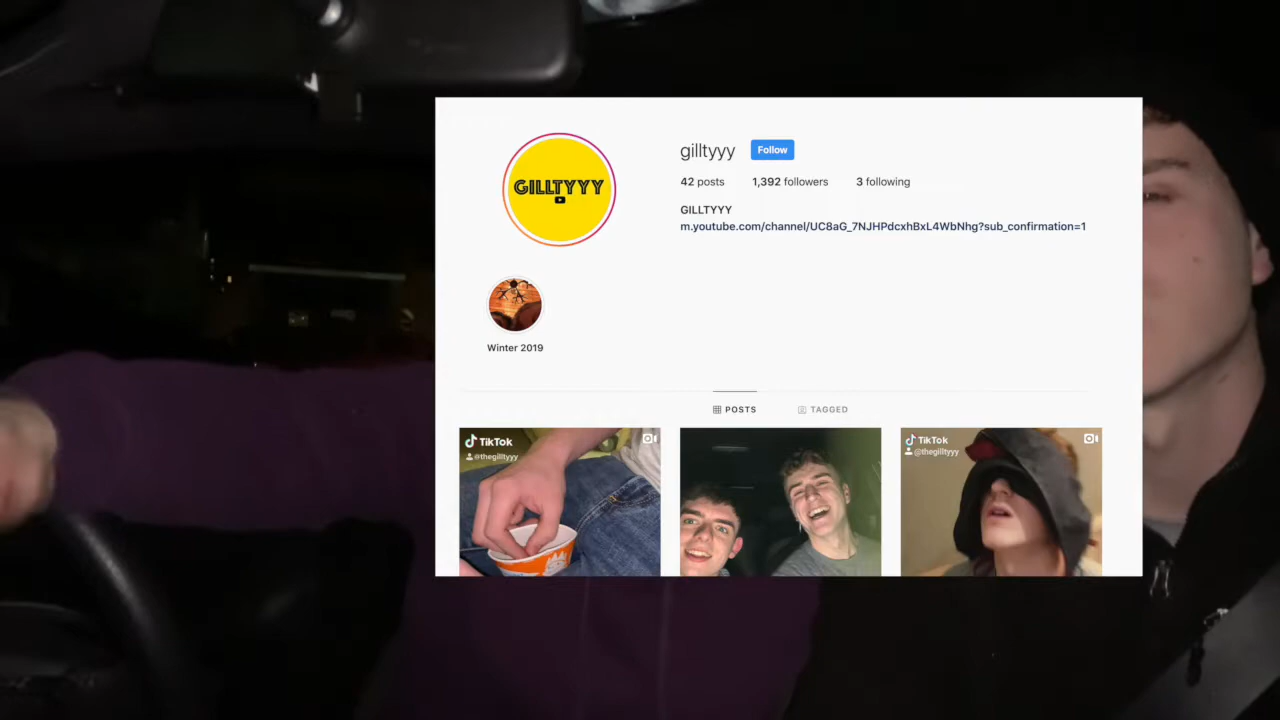 gilltyyy Follow
42 posts 1,392 followers 3 following
GILLTYYY
GILLTYYY
m.youtube.com/channel/UC8aG_7NJHPdcxhBxL4WbNhg?sub_confirmation=1
Winter 2019
POSTS TAGGED
TikTok
@thegilltyyy
TikTok
@thegilltyyy